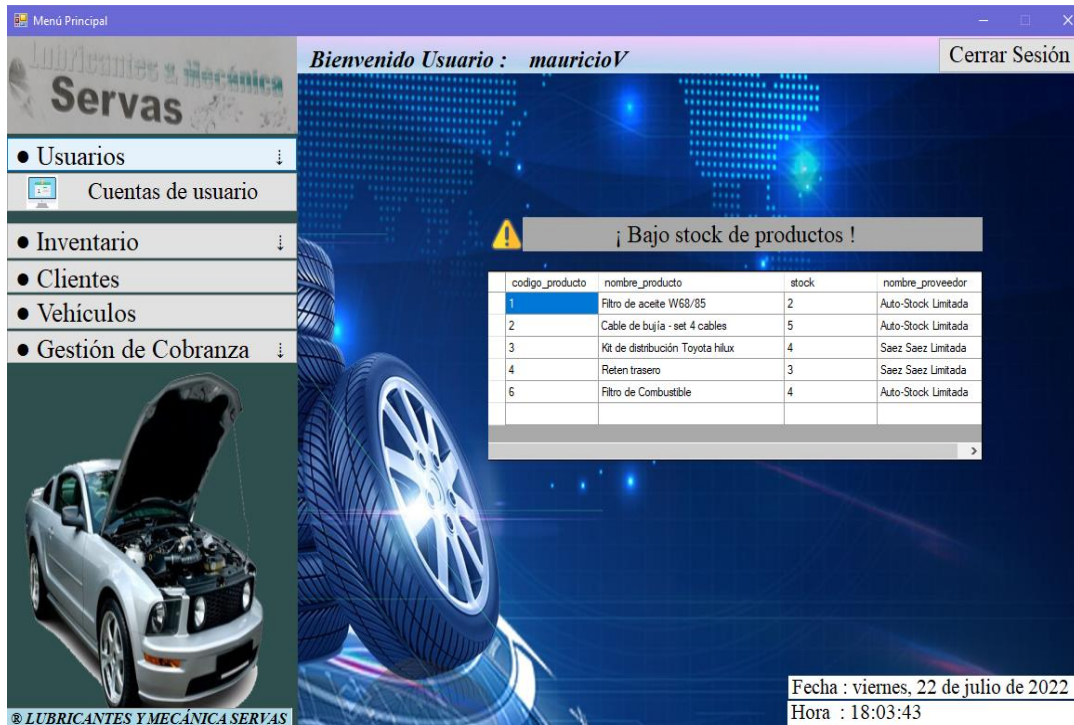 Menú Principal
Lubricantes & Mecánica
Servas
Bienvenido Usuario : mauricioV
Cerrar Sesión
● Usuarios ⇣
Cuentas de usuario
● Inventario ⇣
● Clientes
● Vehículos
● Gestión de Cobranza ⇣
¡ Bajo stock de productos !
codigo_producto nombre_producto stock nombre_proveedor
1 Filtro de aceite W68/85 2 Auto-Stock Limitada
2 Cable de bujía - set 4 cables 5 Auto-Stock Limitada
3 Kit de distribución Toyota hilux 4 Saez Saez Limitada
4 Reten trasero 3 Saez Saez Limitada
6 Filtro de Combustible 4 Auto-Stock Limitada
Fecha : viernes, 22 de julio de 2022
Hora : 18:03:43
® LUBRICANTES Y MECÁNICA SERVAS